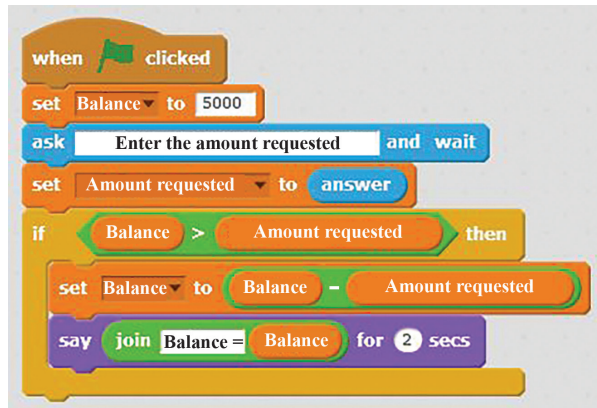 when clicked
set Balance to 5000
ask Enter the amount requested and wait
set Amount requested to answer
if Balance > Amount requested then
set Balance to Balance - Amount requested
say join Balance = Balance for 2 secs